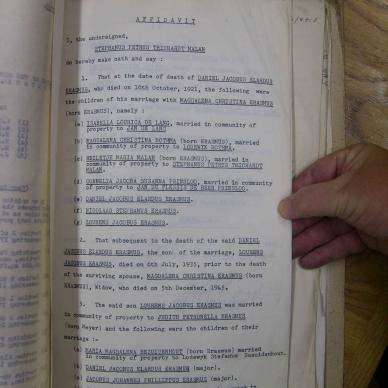 AFFIDAVIT
I, the undersigned,
STEPHANUS PETRUS TRICHARDT MALAN
do hereby make oath and say :
1. That at the date of death of DANIEL JACOBUS ELARDUS
ERASMUS, who died on 10th October, 1921, the following were
the children of his marriage with MAGDALENA CHRISTINA ERASMUS
(born ERASMUS), namely :
(a) ISABELLA LOURICA DE LANG, married in community of
property to JAN DE LANG
(b) MAGDALENA CHRISTINA BOTHMA (born ERASMUS), married
in community of property to LODEWYK BOTHMA.
(c) NEELTJE MARIA MALAN (born ERASMUS), married in
community of property to STEPHANUS PETRUS TRICHARDT
MALAN.
(d) CORNELIA JACOBA SUSANNA PRINSLOO, married in community
of property to JAN DU PLESSIS DE BEER PRINSLOO.
(e) DANIEL JACOBUS ELARDUS ERASMUS.
(f) NICOLAAS STEPHANUS ERASMUS.
(g) LOURENS JACOBUS ERASMUS.
2. That subsequent to the death of the said DANIEL
JACOBUS ELARDUS ERASMUS, the son of the marriage, LOURENS
JACOBUS ERASMUS, died on 6th July, 1935, prior to the death
of the surviving spouse, MAGDALENA CHRISTINA ERASMUS (born
ERASMUS), Widow, who died on 5th December, 1945.
3. The said son LOURENS JACOBUS ERASMUS was married
in community of property to JUDITH PETRONELLA ERASMUS
(born Meyer) and the following were the children of their
marriage :-
(a) MARIA MAGDALENA BEZUIDENHOUT (born Erasmus) married
in community of property to Lodewyk Stefanus Bezuidenhout.
(b) DANIEL JACOBUS ELARDUS ERASMUS (major).
(c) JACOBUS JOHANNES PHILLIPPUS ERASMUS (major).